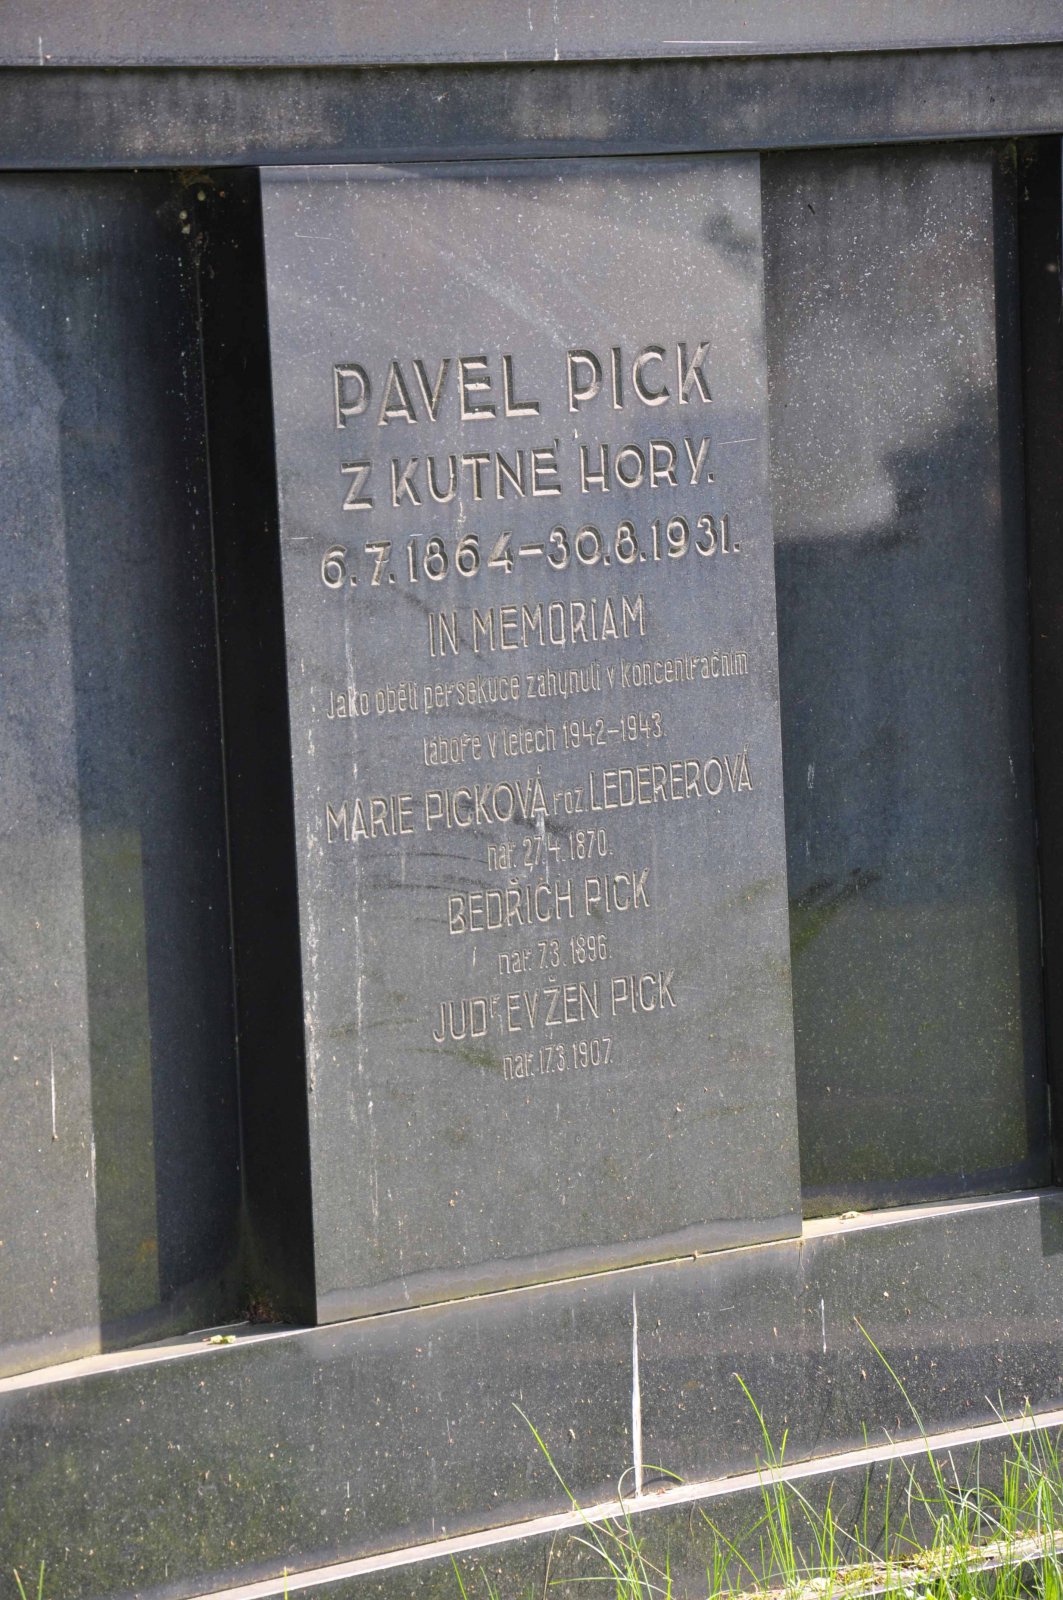 PAVEL PICK
Z KUTNÉ HORY.
6.7.1864–30.8.1931.
IN MEMORIAM
Jako oběti persekuce zahynuli v koncentračním
táboře v letech 1942–1943.
MARIE PICKOVÁ roz. LEDEREROVÁ
nar. 27.4.1870.
BEDŘICH PICK
nar. 7.3.1896.
JUDr. EVŽEN PICK
nar. 17.3.1907.